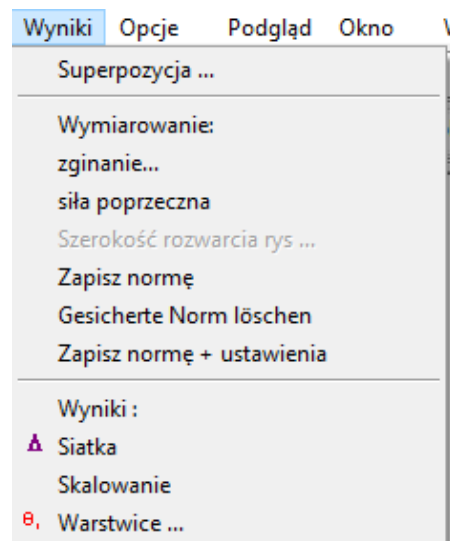 Wyniki Opcje Podgląd Okno
Superpozycja ...
Wymiarowanie:
zginanie...
siła poprzeczna
Szerokość rozwarcia rys ...
Zapisz normę
Gesicherte Norm löschen
Zapisz normę + ustawienia
Wyniki :
Siatka
Skalowanie
Warstwice ...